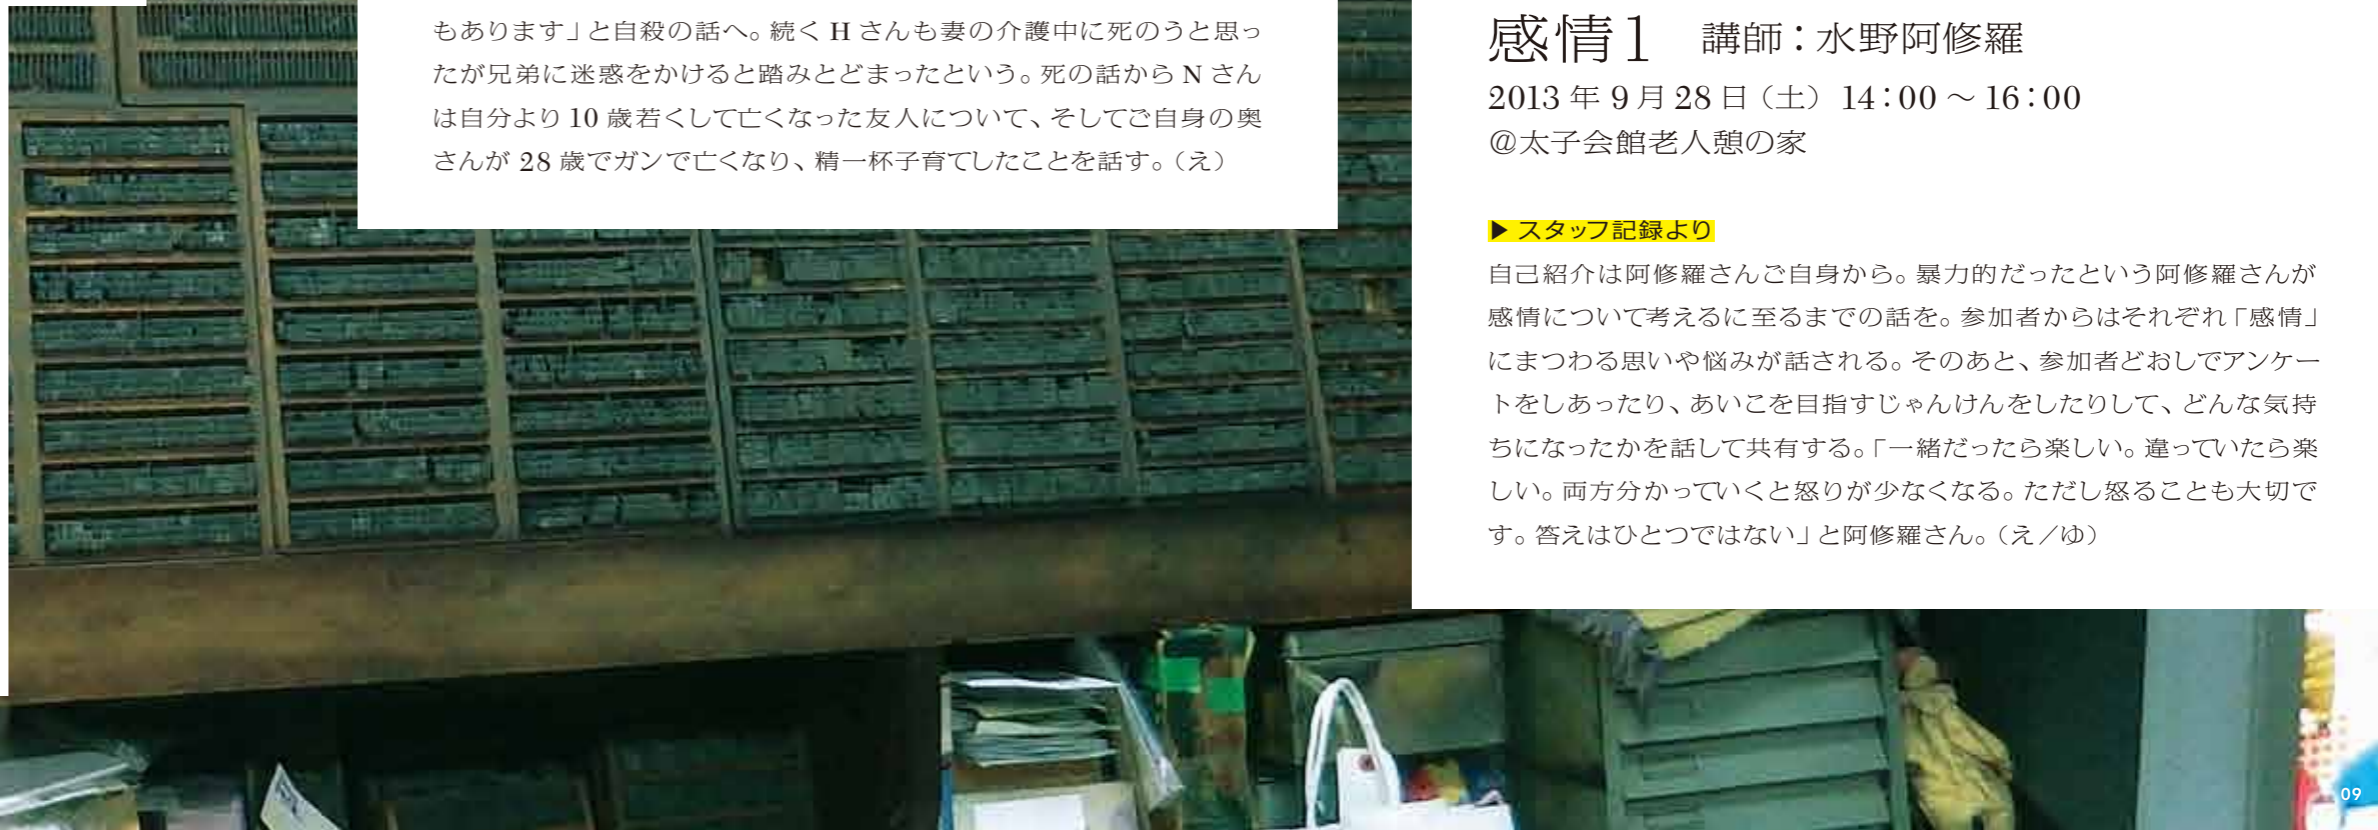 もあります」と自殺の話へ。続く H さんも妻の介護中に死のうと思っ
たが兄弟に迷惑をかけると踏みとどまったという。死の話から N さん
は自分より 10 歳若くして亡くなった友人について、そしてご自身の奥
さんが 28 歳でガンで亡くなり、精一杯子育てしたことを話す。（え）
感情1　講師：水野阿修羅
2013 年 9 月 28 日（土）14：00 〜 16：00
＠太子会館老人憩の家
▶ スタッフ記録より
自己紹介は阿修羅さんご自身から。暴力的だったという阿修羅さんが
感情について考えるに至るまでの話を。参加者からはそれぞれ「感情」
にまつわる思いや悩みが話される。そのあと、参加者どおしでアンケー
トをしあったり、あいこを目指すじゃんけんをしたりして、どんな気持
ちになったかを話して共有する。「一緒だったら楽しい。違っていたら楽
しい。両方分かっていくと怒りが少なくなる。ただし怒ることも大切で
す。答えはひとつではない」と阿修羅さん。（え／ゆ）
09